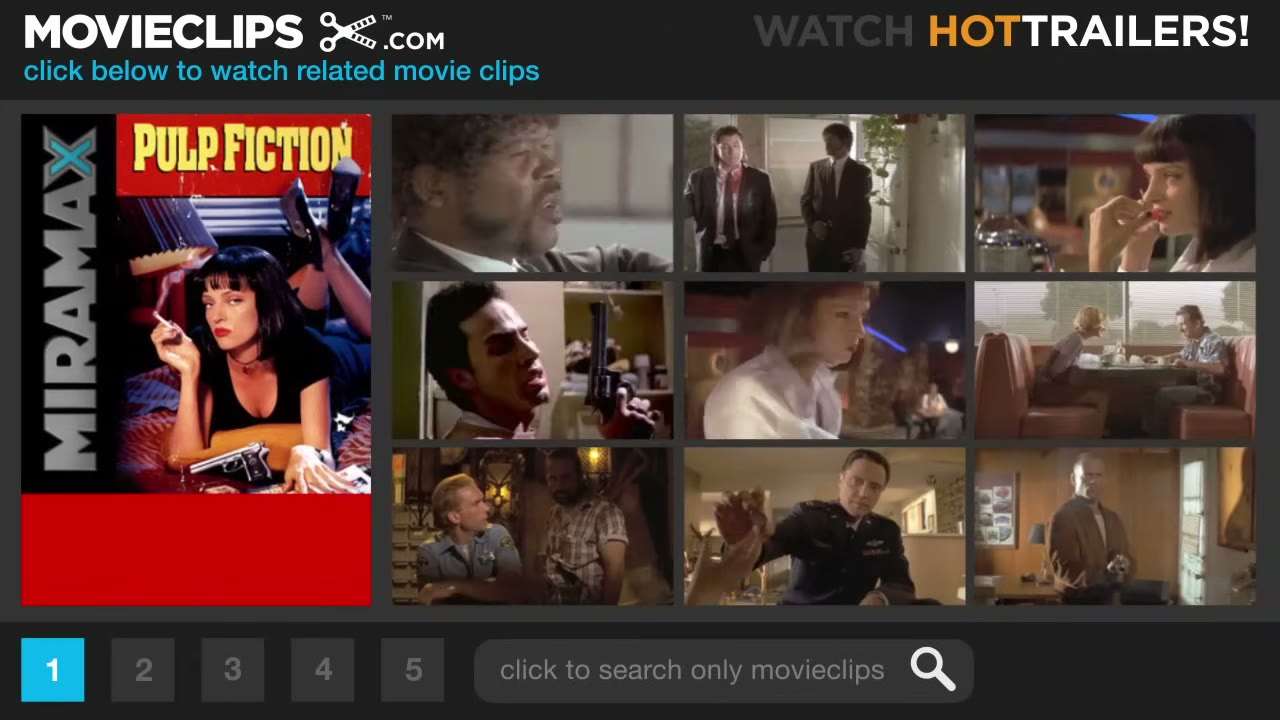 MOVIECLIPS ™ .COM
WATCH HOTTRAILERS!
click below to watch related movie clips
MIRAMAX
PULP FICTION
1
2
3
4
5
click to search only movieclips